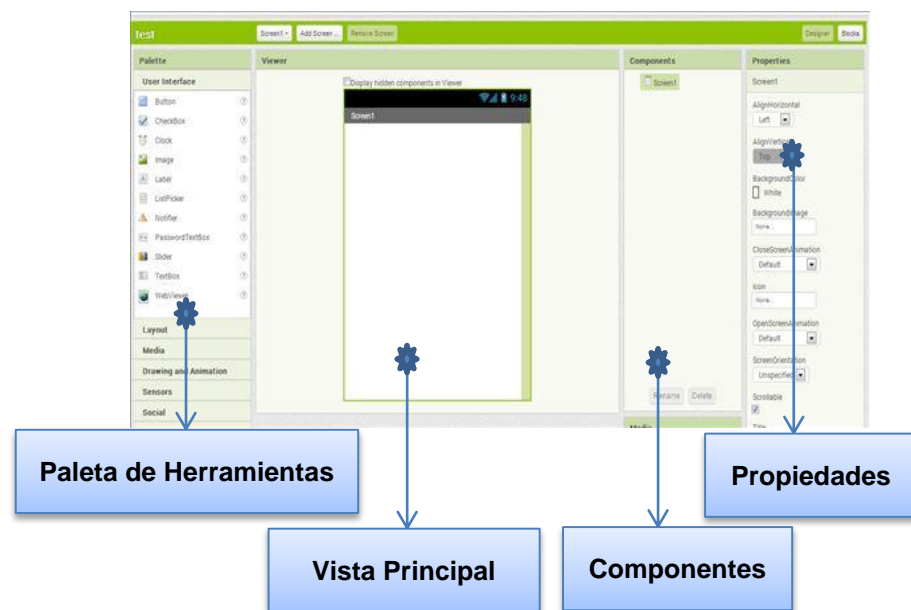 test
Screen1 Add Screen ... Remove Screen Designer Blocks
Palette Viewer Components Properties
User Interface
Display hidden components in Viewer
Screen1
Screen1
Button
CheckBox
Clock
Image
Label
ListPicker
Notifier
PasswordTextBox
Slider
TextBox
WebViewer
Layout
Media
Drawing and Animation
Sensors
Social
9:48
Screen1
Rename Delete
Media
AlignHorizontal
Left
AlignVertical
Top
BackgroundColor
White
BackgroundImage
None...
CloseScreenAnimation
Default
Icon
None...
OpenScreenAnimation
Default
ScreenOrientation
Unspecified
Scrollable
Title
Paleta de Herramientas
Vista Principal
Componentes
Propiedades